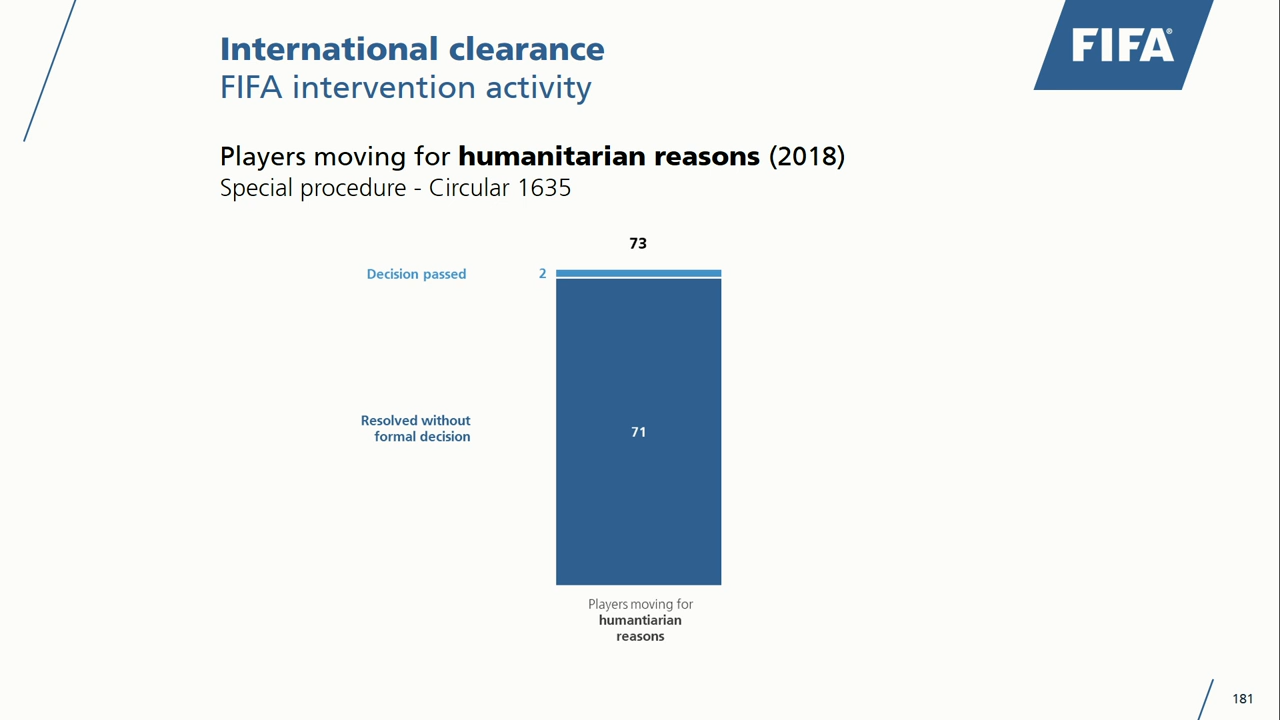 International clearance
FIFA®
FIFA intervention activity
Players moving for humanitarian reasons (2018)
Special procedure - Circular 1635
73
Decision passed 2
Resolved without
formal decision
71
Players moving for
humantiarian
reasons
181